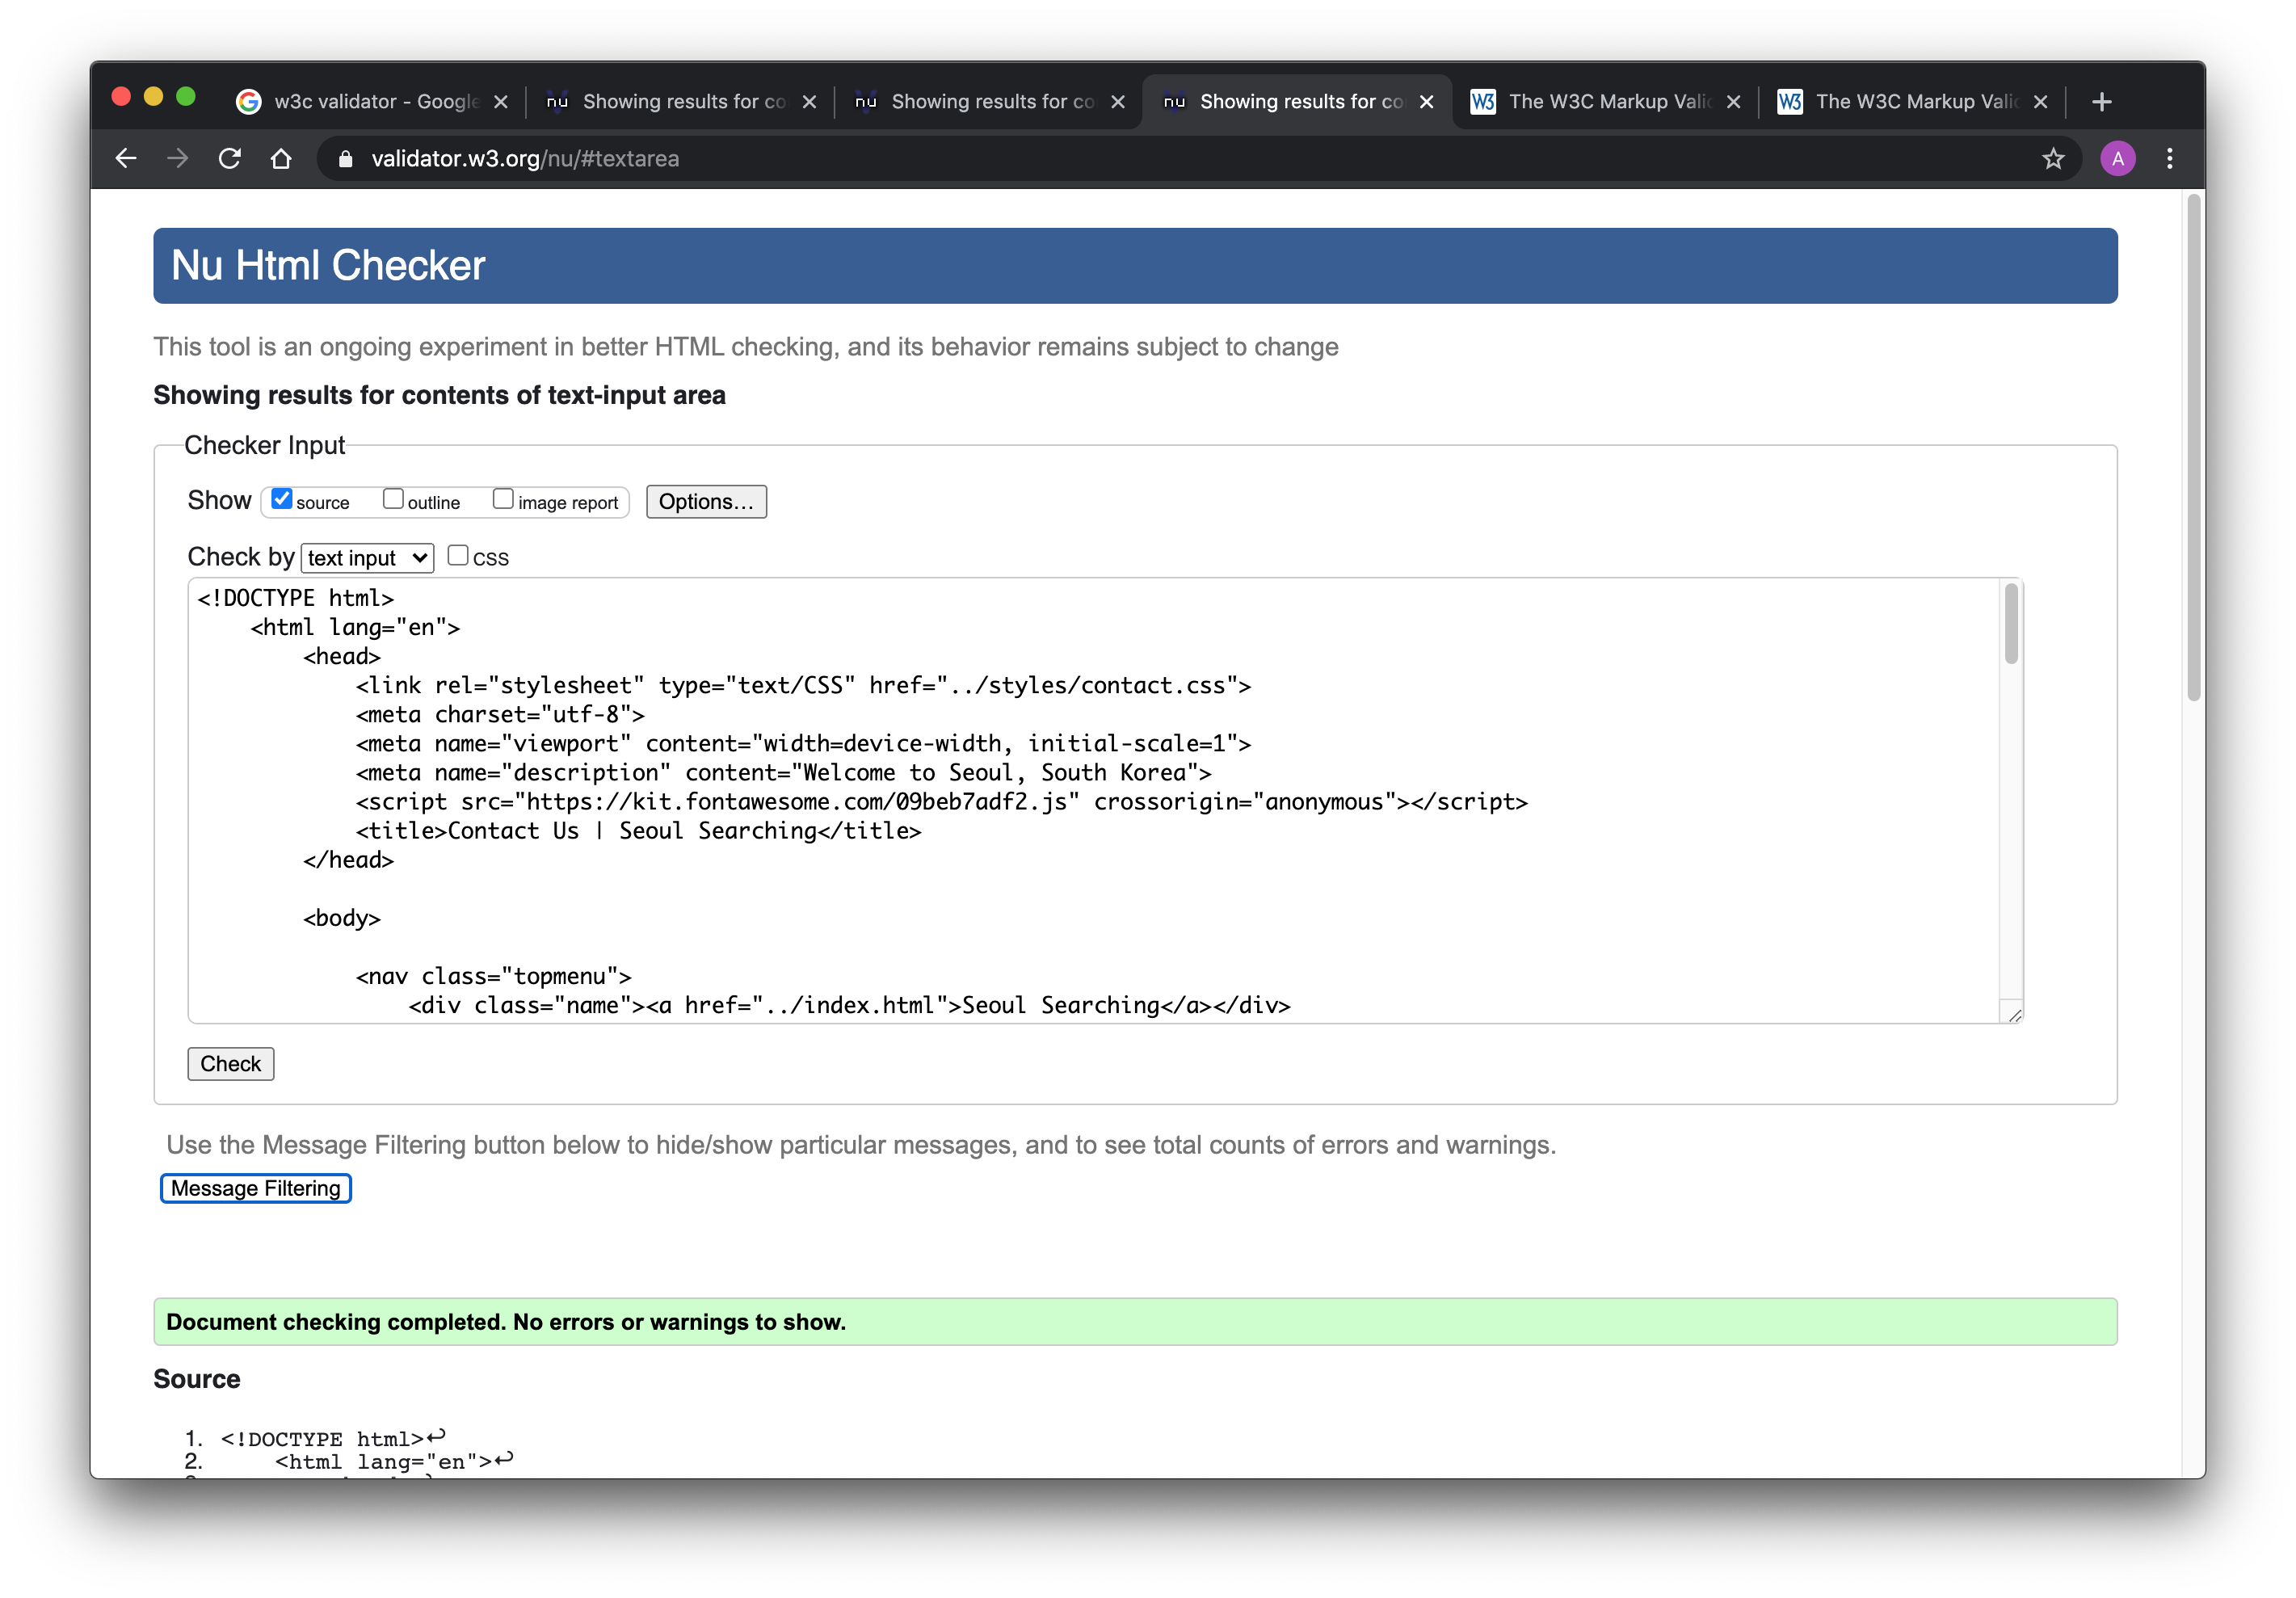 w3c validator - Google
Showing results for co
Showing results for co
Showing results for co
The W3C Markup Vali
The W3C Markup Vali
validator.w3.org/nu/#textarea
A
Nu Html Checker
This tool is an ongoing experiment in better HTML checking, and its behavior remains subject to change
Showing results for contents of text-input area
Checker Input
Show source outline image report Options...
Check by text input CSS
<!DOCTYPE html>
<html lang="en">
<head>
<link rel="stylesheet" type="text/CSS" href="../styles/contact.css">
<meta charset="utf-8">
<meta name="viewport" content="width=device-width, initial-scale=1">
<meta name="description" content="Welcome to Seoul, South Korea">
<script src="https://kit.fontawesome.com/09beb7adf2.js" crossorigin="anonymous"></script>
<title>Contact Us | Seoul Searching</title>
</head>
<body>
<nav class="topmenu">
<div class="name"><a href="../index.html">Seoul Searching</a></div>
Check
Use the Message Filtering button below to hide/show particular messages, and to see total counts of errors and warnings.
Message Filtering
Document checking completed. No errors or warnings to show.
Source
1. <!DOCTYPE html>↩
2. <html lang="en">↩